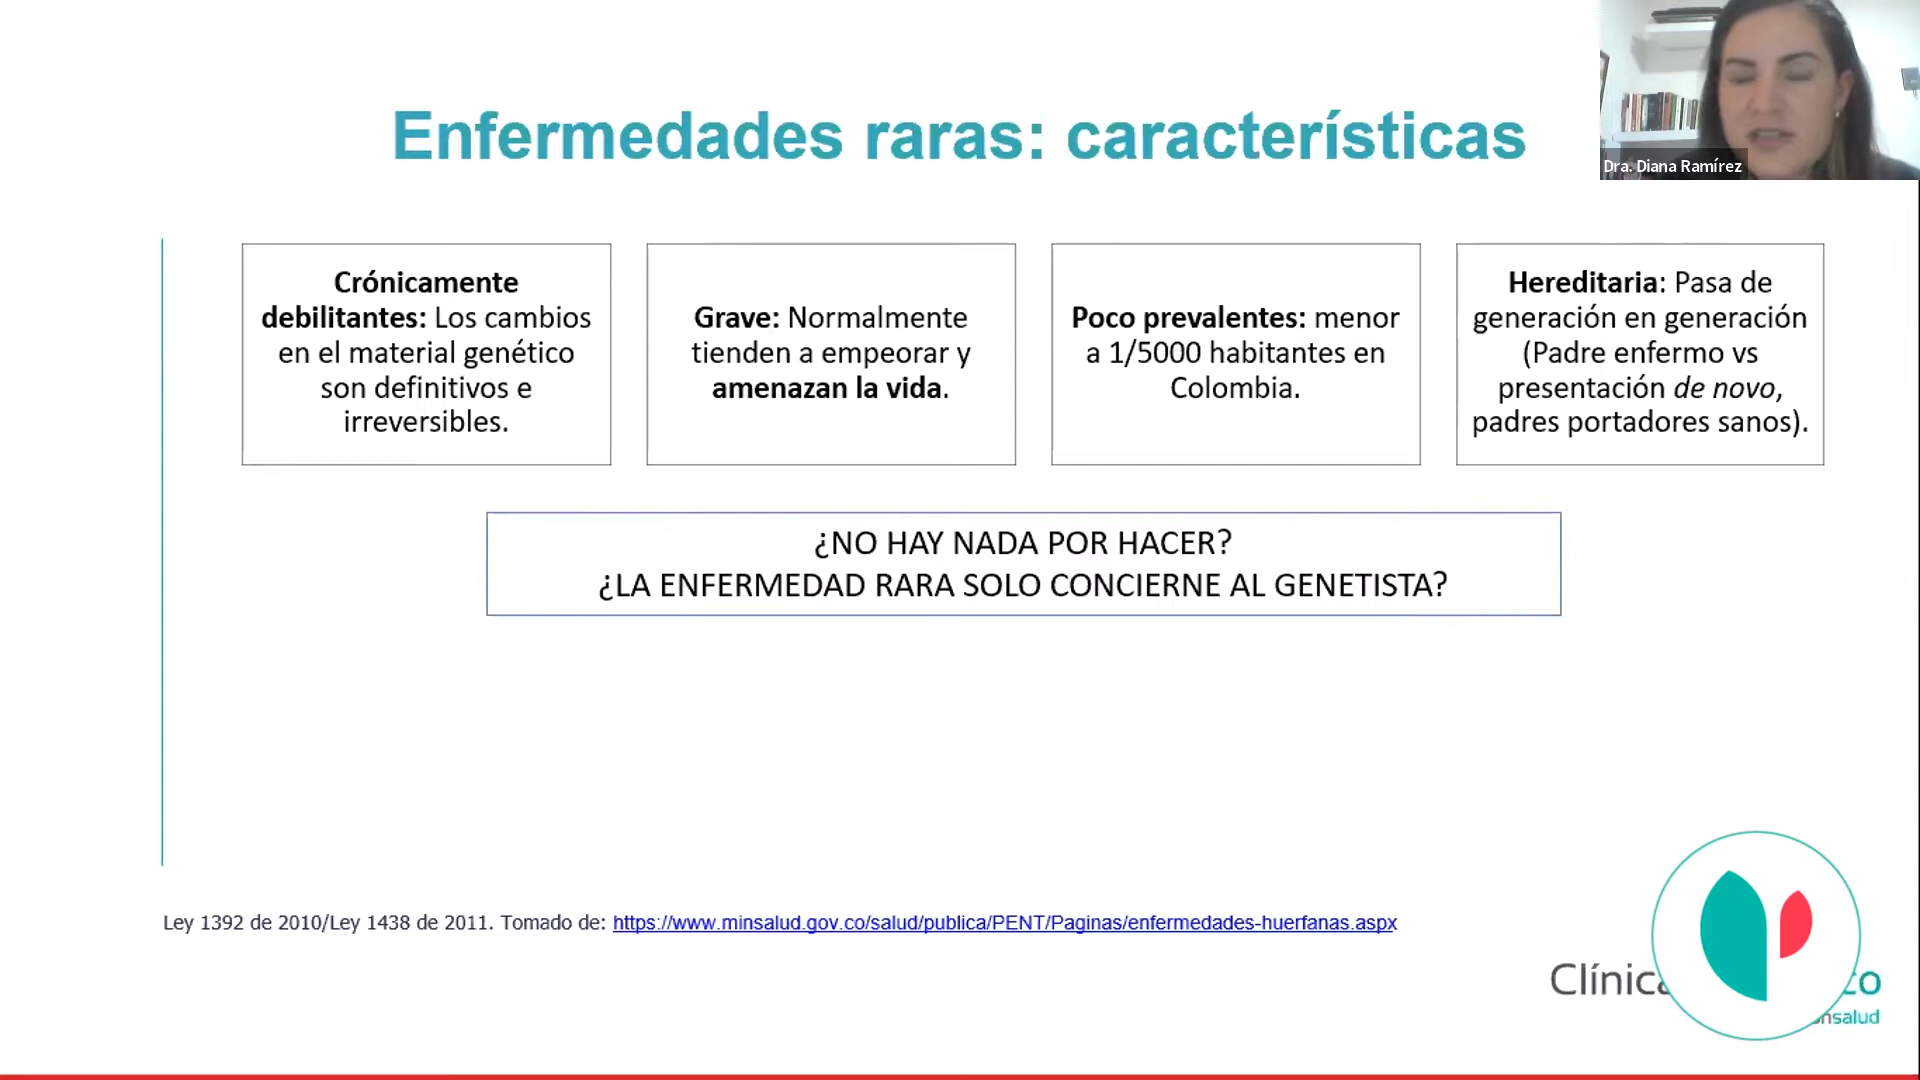 Enfermedades raras: características
Dra. Diana Ramírez
Crónicamente
debilitantes: Los cambios
en el material genético
son definitivos e
irreversibles.
Grave: Normalmente
tienden a empeorar y
amenazan la vida.
Poco prevalentes: menor
a 1/5000 habitantes en
Colombia.
Hereditaria: Pasa de
generación en generación
(Padre enfermo vs
presentación de novo,
padres portadores sanos).
¿NO HAY NADA POR HACER?
¿LA ENFERMEDAD RARA SOLO CONCIERNE AL GENETISTA?
Ley 1392 de 2010/Ley 1438 de 2011. Tomado de: https://www.minsalud.gov.co/salud/publica/PENT/Paginas/enfermedades-huerfanas.aspx
Clínica